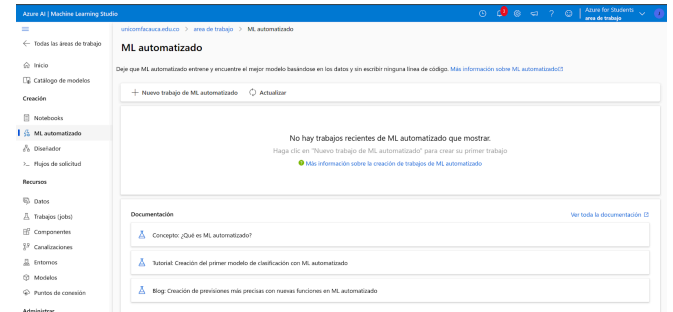 Azure AI | Machine Learning Studio
Azure for Students
area de trabajo
unicomfacauca.edu.co > area de trabajo > ML automatizado
Todas las áreas de trabajo
ML automatizado
Inicio
Deje que ML automatizado entrene y encuentre el mejor modelo basándose en los datos y sin escribir ninguna línea de código. Más información sobre ML automatizado
Catálogo de modelos
+ Nuevo trabajo de ML automatizado Actualizar
Creación
Notebooks
ML automatizado
Diseñador
Flujos de solicitud
No hay trabajos recientes de ML automatizado que mostrar.
Haga clic en "Nuevo trabajo de ML automatizado" para crear su primer trabajo
Más información sobre la creación de trabajos de ML automatizado
Recursos
Datos
Trabajos (jobs)
Componentes
Canalizaciones
Entornos
Modelos
Puntos de conexión
Administrar
Documentación
Ver toda la documentación
Concepto: ¿Qué es ML automatizado?
Tutorial: Creación del primer modelo de clasificación con ML automatizado
Blog: Creación de previsiones más precisas con nuevas funciones en ML automatizado